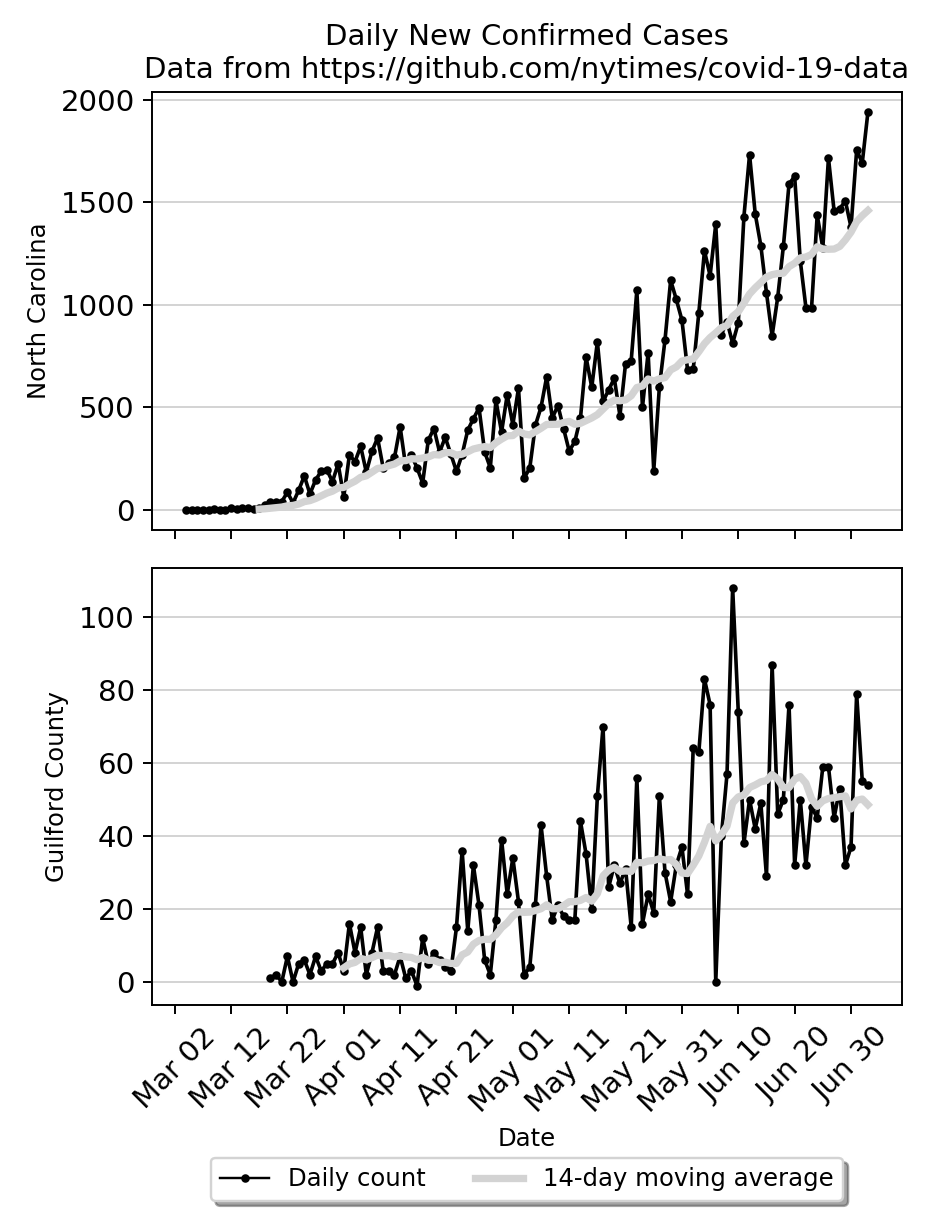 Daily New Confirmed Cases
Data from https://github.com/nytimes/covid-19-data
2000
1500
1000
500
0
North Carolina
100
80
60
40
20
0
Guilford County
Mar 02
Mar 12
Mar 22
Apr 01
Apr 11
Apr 21
May 01
May 11
May 21
May 31
Jun 10
Jun 20
Jun 30
Date
Daily count
14-day moving average